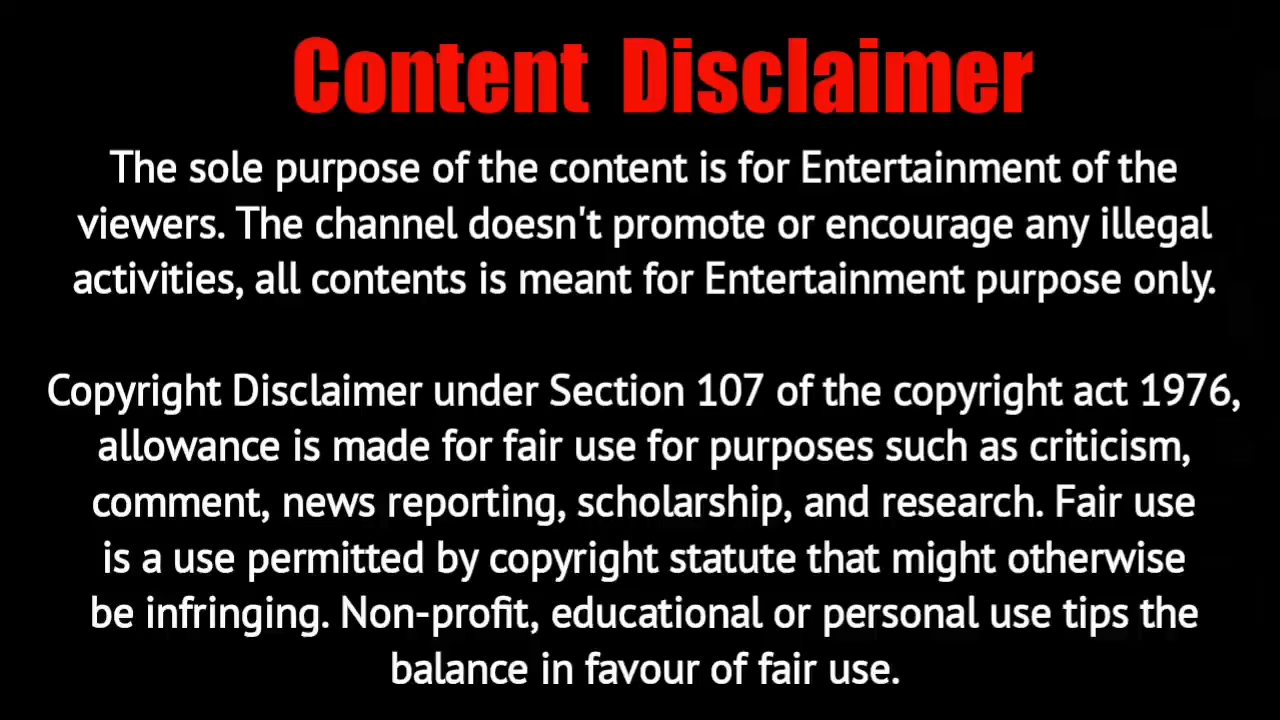 Content Disclaimer
The sole purpose of the content is for Entertainment of the
viewers. The channel doesn't promote or encourage any illegal
activities, all contents is meant for Entertainment purpose only.
Copyright Disclaimer under Section 107 of the copyright act 1976,
allowance is made for fair use for purposes such as criticism,
comment, news reporting, scholarship, and research. Fair use
is a use permitted by copyright statute that might otherwise
be infringing. Non-profit, educational or personal use tips the
balance in favour of fair use.